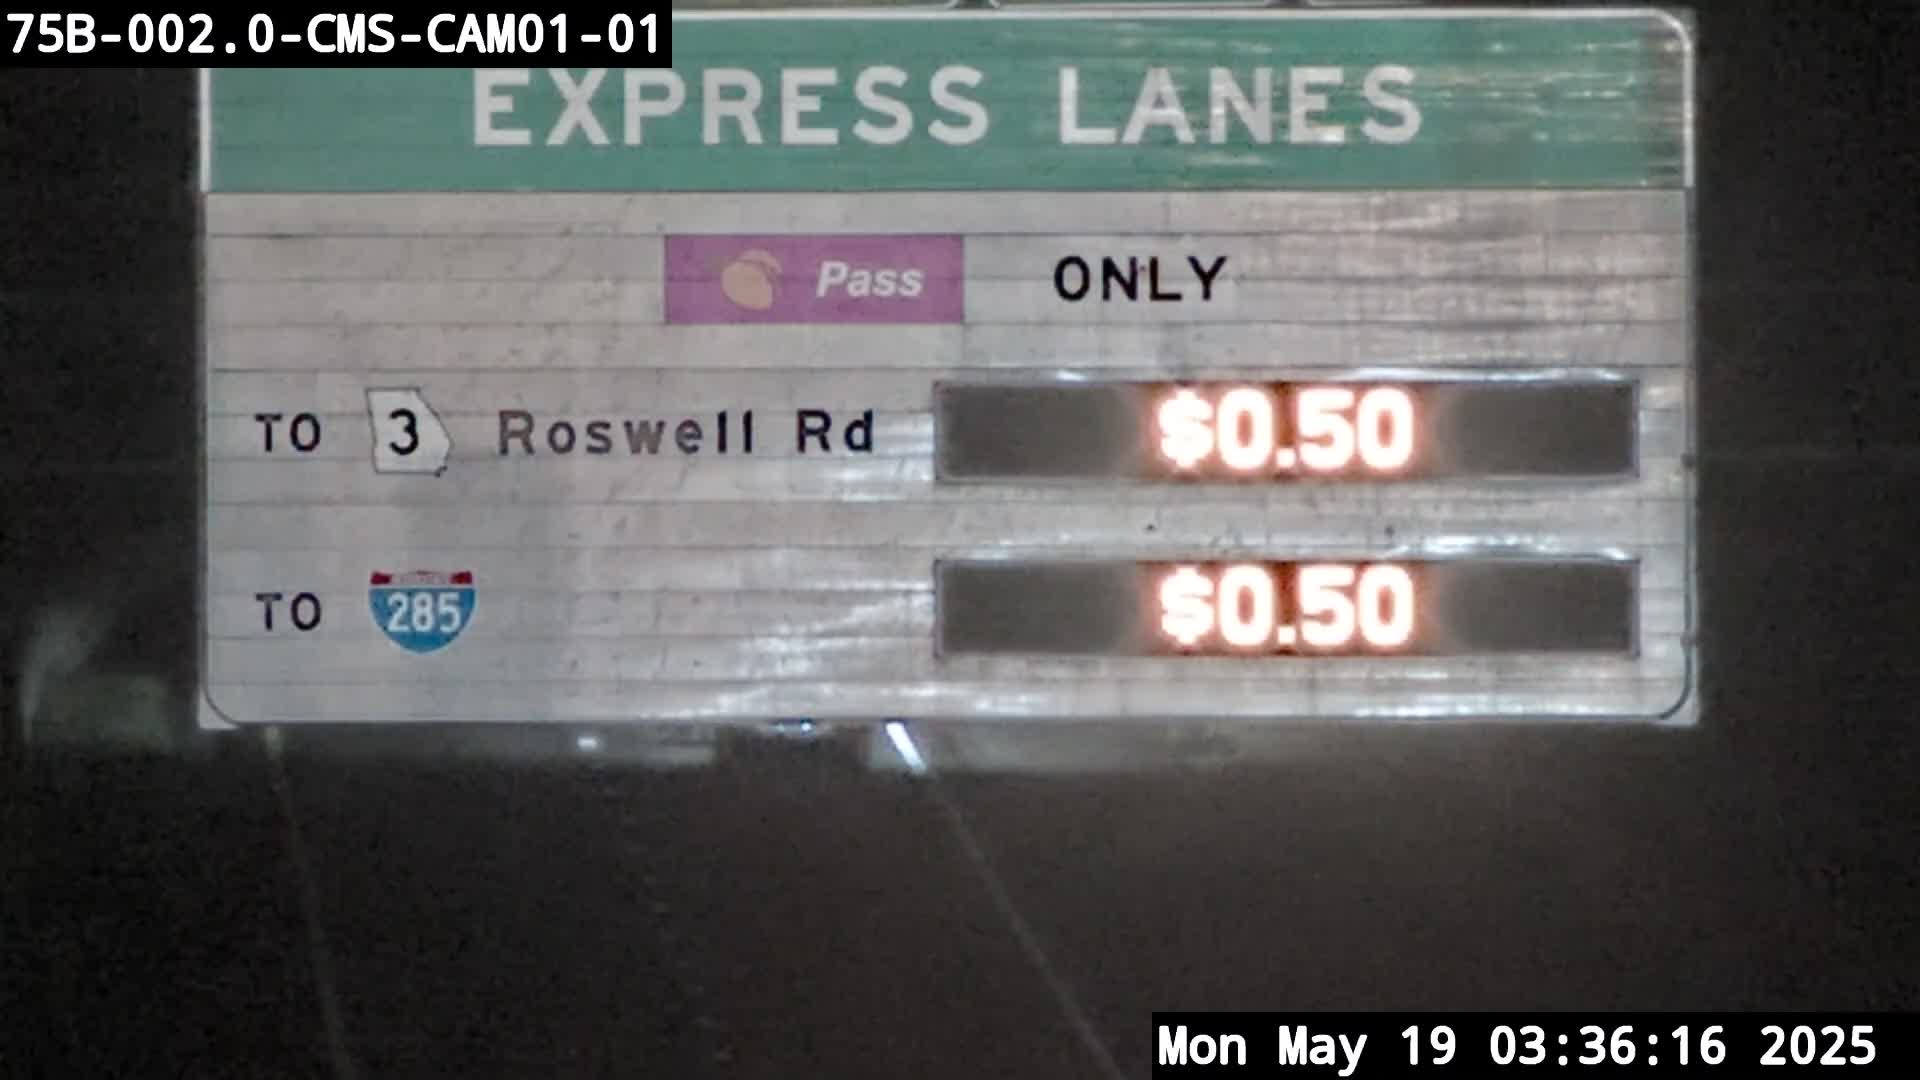 75B-002.0-CMS-CAM01-01
EXPRESS LANES
Pass ONLY
TO 3 Roswell Rd $0.50
TO 285 $0.50
Mon May 19 03:36:16 2025